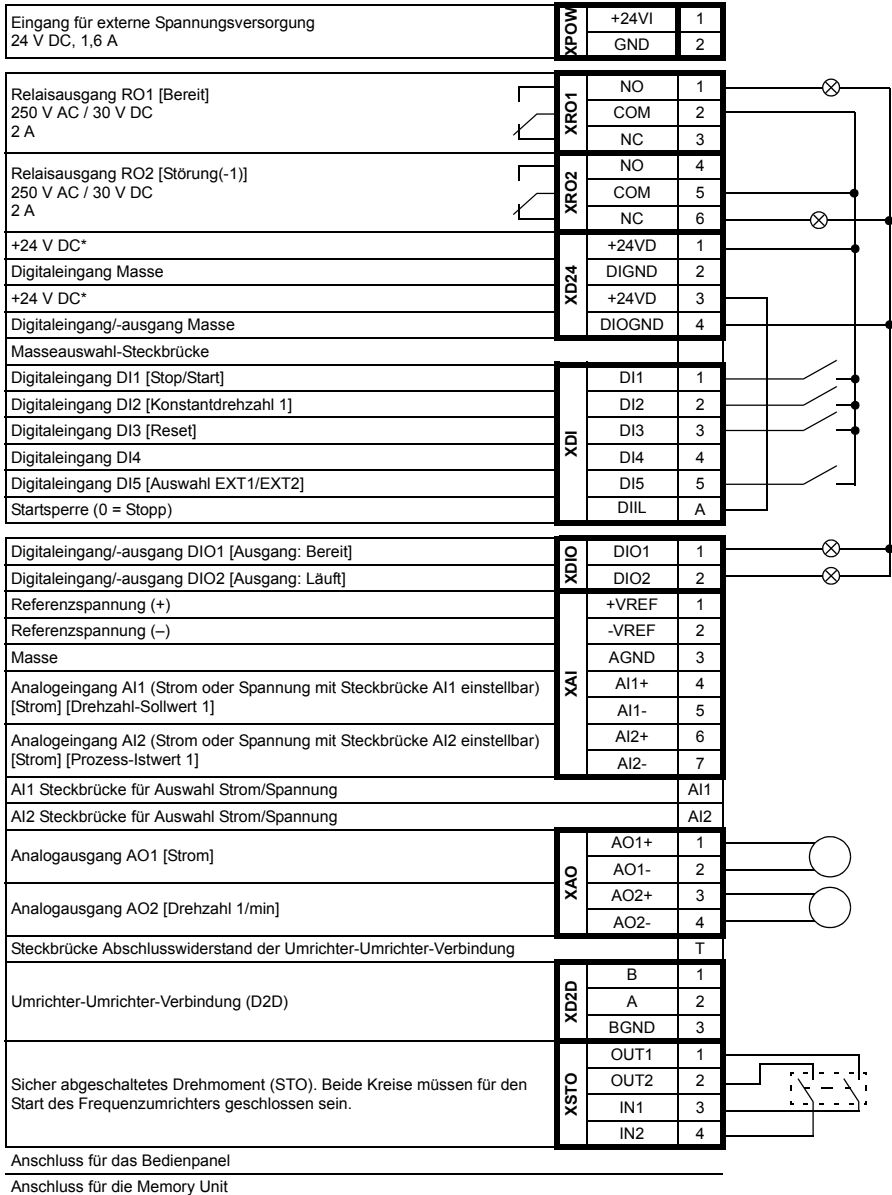 Eingang für externe Spannungsversorgung
24 V DC, 1,6 A
XPOW
+24VI 1
GND 2
Relaisausgang RO1 [Bereit]
250 V AC / 30 V DC
2 A
XRO1
NO 1
COM 2
NC 3
Relaisausgang RO2 [Störung(-1)]
250 V AC / 30 V DC
2 A
XRO2
NO 4
COM 5
NC 6
XD24
+24 V DC* +24VD 1
Digitaleingang Masse DIGND 2
+24 V DC* +24VD 3
Digitaleingang/-ausgang Masse DIOGND 4
Masseauswahl-Steckbrücke
XDI
Digitaleingang DI1 [Stop/Start] DI1 1
Digitaleingang DI2 [Konstantdrehzahl 1] DI2 2
Digitaleingang DI3 [Reset] DI3 3
Digitaleingang DI4 DI4 4
Digitaleingang DI5 [Auswahl EXT1/EXT2] DI5 5
Startsperre (0 = Stopp) DIIL A
XDIO
Digitaleingang/-ausgang DIO1 [Ausgang: Bereit] DIO1 1
Digitaleingang/-ausgang DIO2 [Ausgang: Läuft] DIO2 2
XAI
Referenzspannung (+) +VREF 1
Referenzspannung (–) -VREF 2
Masse AGND 3
Analogeingang AI1 (Strom oder Spannung mit Steckbrücke AI1 einstellbar)
[Strom] [Drehzahl-Sollwert 1]
AI1+ 4
AI1- 5
Analogeingang AI2 (Strom oder Spannung mit Steckbrücke AI2 einstellbar)
[Strom] [Prozess-Istwert 1]
AI2+ 6
AI2- 7
AI1 Steckbrücke für Auswahl Strom/Spannung AI1
AI2 Steckbrücke für Auswahl Strom/Spannung AI2
Analogausgang AO1 [Strom]
XAO
AO1+ 1
AO1- 2
Analogausgang AO2 [Drehzahl 1/min]
AO2+ 3
AO2- 4
Steckbrücke Abschlusswiderstand der Umrichter-Umrichter-Verbindung T
Umrichter-Umrichter-Verbindung (D2D)
XD2D
B 1
A 2
BGND 3
Sicher abgeschaltetes Drehmoment (STO). Beide Kreise müssen für den
Start des Frequenzumrichters geschlossen sein.
XSTO
OUT1 1
OUT2 2
IN1 3
IN2 4
Anschluss für das Bedienpanel
Anschluss für die Memory Unit